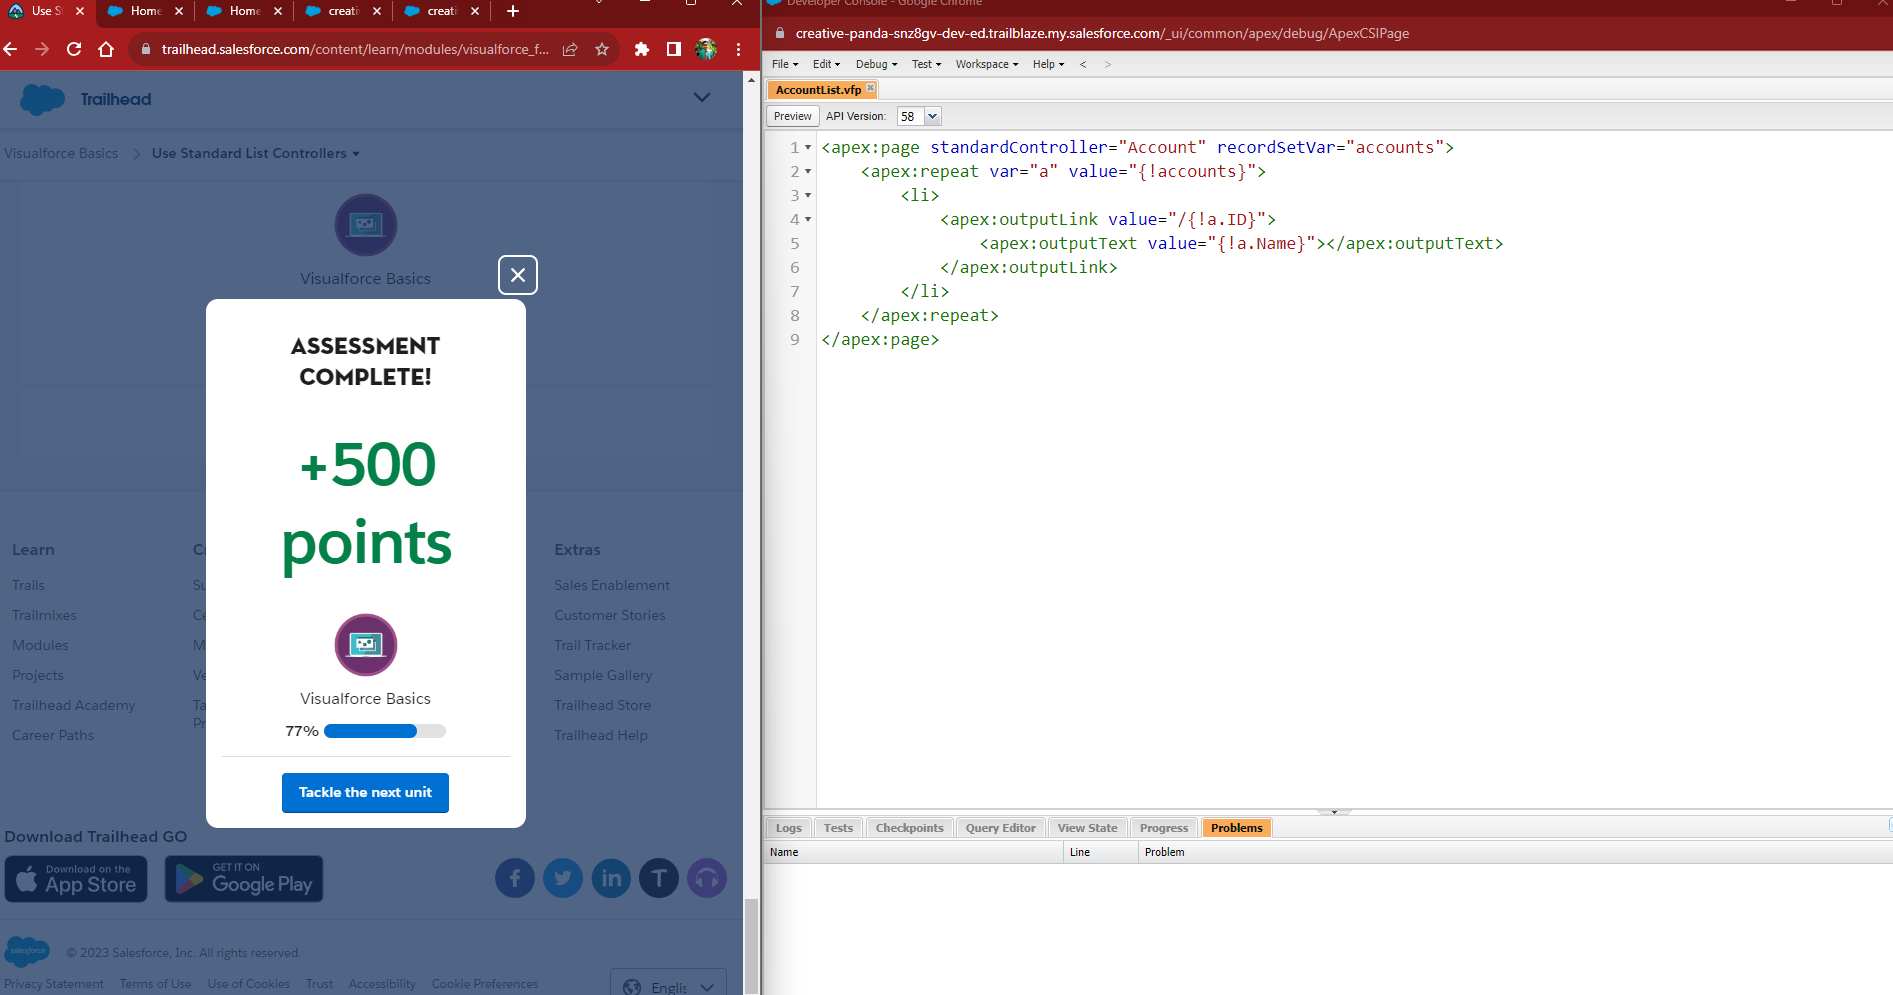 Use S
Home
Home
creati
creati
trailhead.salesforce.com/content/learn/modules/visualforce_f...
Trailhead
Visualforce Basics
Use Standard List Controllers
Visualforce Basics
ASSESSMENT
COMPLETE!
+500
points
Visualforce Basics
77%
Tackle the next unit
Learn
Trails
Trailmixes
Modules
Projects
Trailhead Academy
Career Paths
C
Su
Ce
M
Ve
Ta
Pr
Extras
Sales Enablement
Customer Stories
Trail Tracker
Sample Gallery
Trailhead Store
Trailhead Help
Download Trailhead GO
Download on the
App Store
GET IT ON
Google Play
salesforce
© 2023 Salesforce, Inc. All rights reserved.
Privacy Statement Terms of Use Use of Cookies Trust Accessibility Cookie Preferences
Englis
Developer Console - Google Chrome
creative-panda-snz8gv-dev-ed.trailblaze.my.salesforce.com/_ui/common/apex/debug/ApexCSIPage
File Edit Debug Test Workspace Help < >
AccountList.vfp
Preview API Version: 58
1 <apex:page standardController="Account" recordSetVar="accounts">
2 <apex:repeat var="a" value="{!accounts}">
3 <li>
4 <apex:outputLink value="/{!a.ID}">
5 <apex:outputText value="{!a.Name}"></apex:outputText>
6 </apex:outputLink>
7 </li>
8 </apex:repeat>
9 </apex:page>
Logs Tests Checkpoints Query Editor View State Progress Problems
Name Line Problem